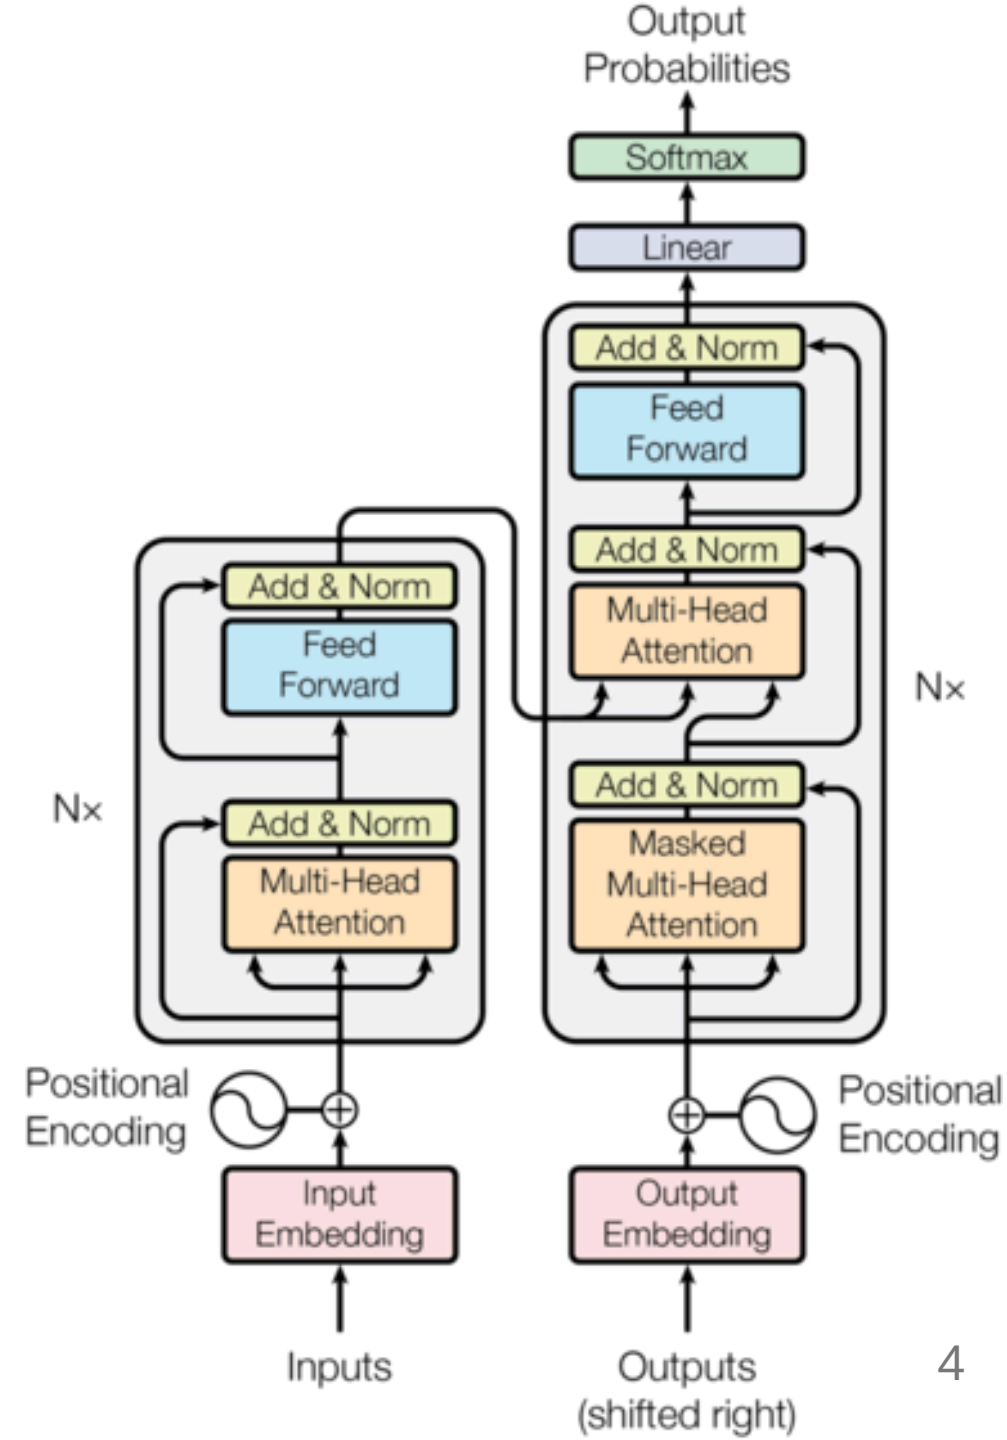 Output
Probabilities
Softmax
Linear
Add & Norm
Feed
Forward
Add & Norm
Multi-Head
Attention
Add & Norm
Masked
Multi-Head
Attention
Nx
Add & Norm
Feed
Forward
Add & Norm
Multi-Head
Attention
Nx
Positional
Encoding
Positional
Encoding
Input
Embedding
Output
Embedding
Inputs
Outputs
(shifted right)
4